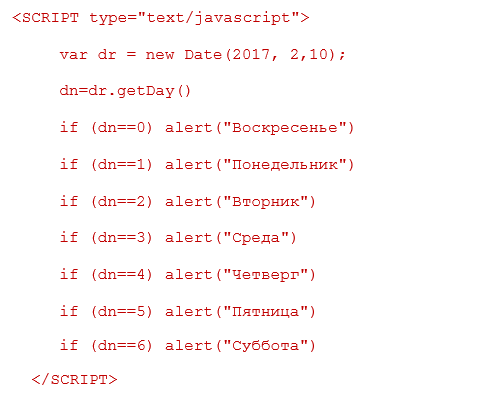 <SCRIPT type="text/javascript">
var dr = new Date(2017, 2,10);
dn=dr.getDay()
if (dn==0) alert("Воскресенье")
if (dn==1) alert("Понедельник")
if (dn==2) alert("Вторник")
if (dn==3) alert("Среда")
if (dn==4) alert("Четверг")
if (dn==5) alert("Пятница")
if (dn==6) alert("Суббота")
</SCRIPT>